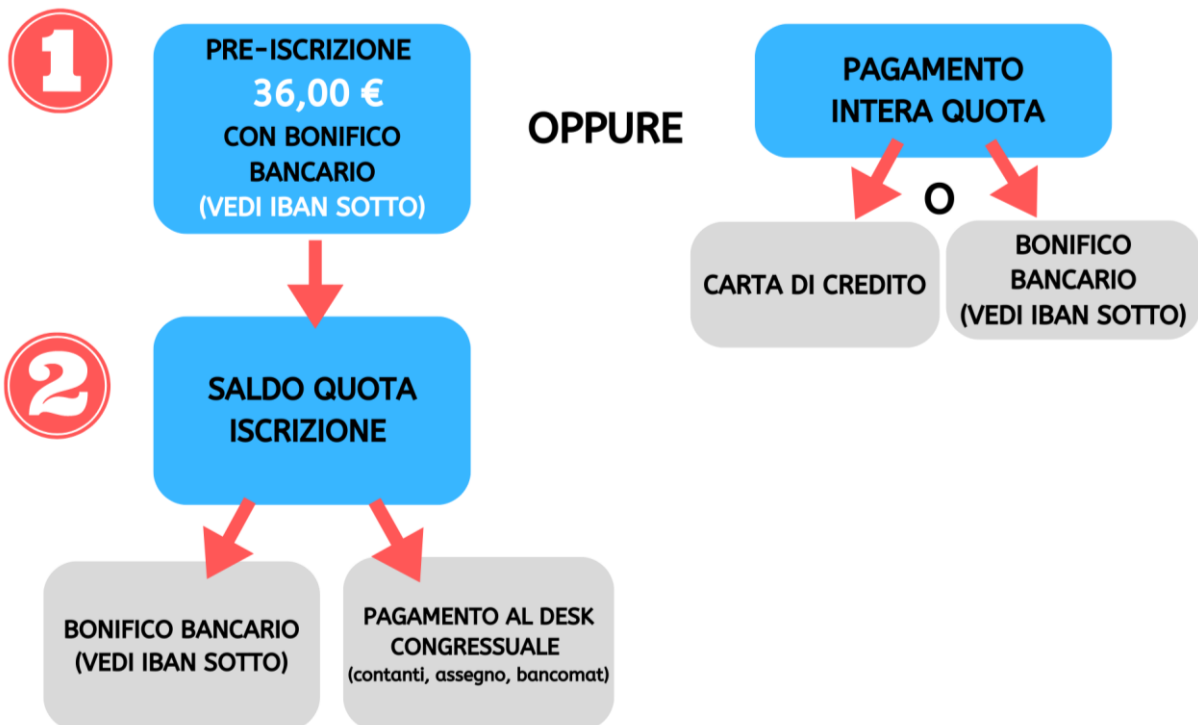 1
PRE-ISCRIZIONE
36,00 €
CON BONIFICO
BANCARIO
(VEDI IBAN SOTTO)
OPPURE
PAGAMENTO
INTERA QUOTA
O
CARTA DI CREDITO
BONIFICO
BANCARIO
(VEDI IBAN SOTTO)
2
SALDO QUOTA
ISCRIZIONE
BONIFICO BANCARIO
(VEDI IBAN SOTTO)
PAGAMENTO AL DESK
CONGRESSUALE
(contanti, assegno, bancomat)